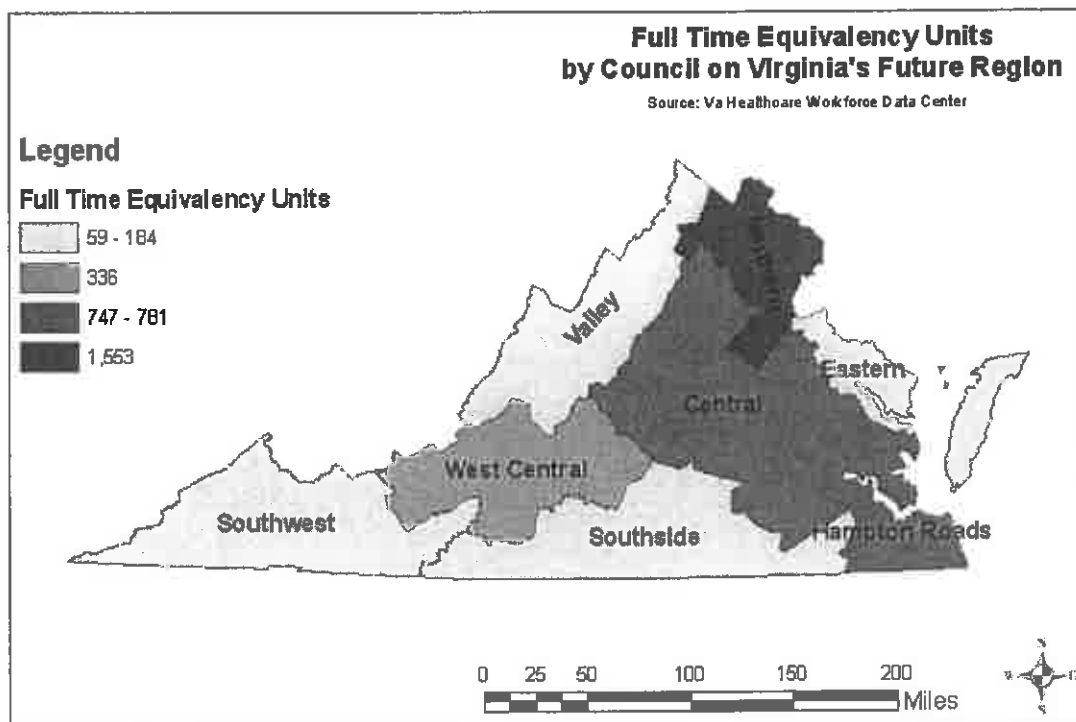 Full Time Equivalency Units
by Council on Virginia's Future Region
Source: Va Healthcare Workforce Data Center
Legend
Full Time Equivalency Units
59 - 184
336
747 - 781
1,553
Valley
Eastern
Central
West Central
Southwest
Southside
Hampton Roads
0 25 50 100 150 200
Miles
N
S